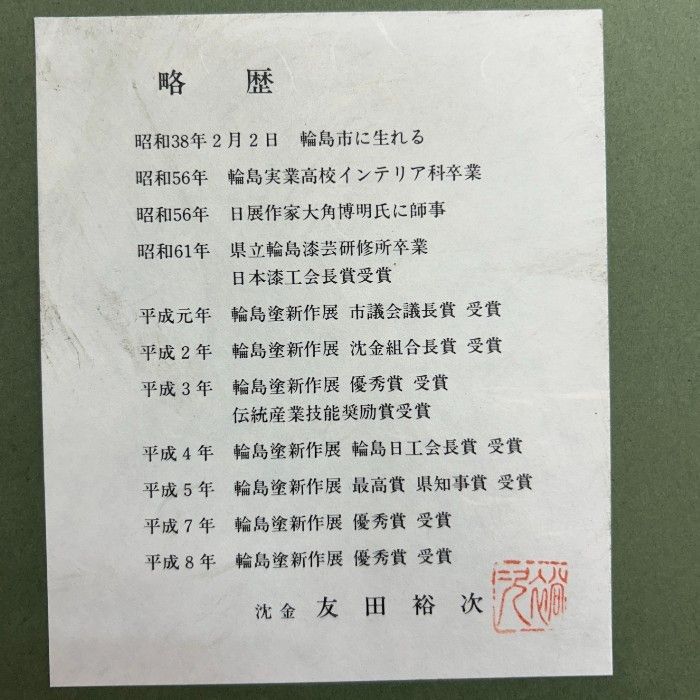 略 歴
昭和38年2月2日 輪島市に生れる
昭和56年 輪島実業高校インテリア科卒業
昭和56年 日展作家大角博明氏に師事
昭和61年 県立輪島漆芸研修所卒業
日本漆工会長賞受賞
平成元年 輪島塗新作展 市議会議長賞 受賞
平成2年 輪島塗新作展 沈金組合長賞 受賞
平成3年 輪島塗新作展 優秀賞 受賞
伝統産業技能奨励賞受賞
平成4年 輪島塗新作展 輪島日工会長賞 受賞
平成5年 輪島塗新作展 最高賞 県知事賞 受賞
平成7年 輪島塗新作展 優秀賞 受賞
平成8年 輪島塗新作展 優秀賞 受賞
沈金 友田裕次